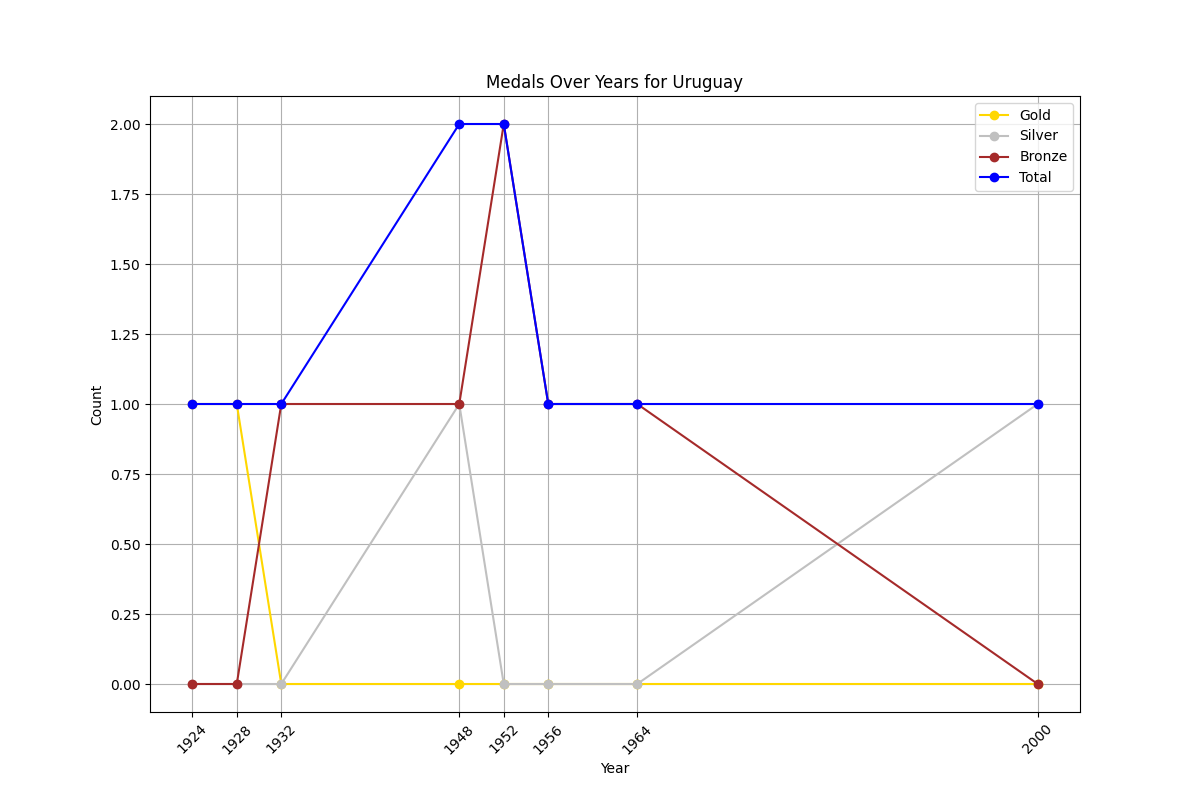 Medals Over Years for Uruguay
Gold
Silver
Bronze
Total
Count
2.00
1.75
1.50
1.25
1.00
0.75
0.50
0.25
0.00
1924 1928 1932 1948 1952 1956 1964 2000
Year